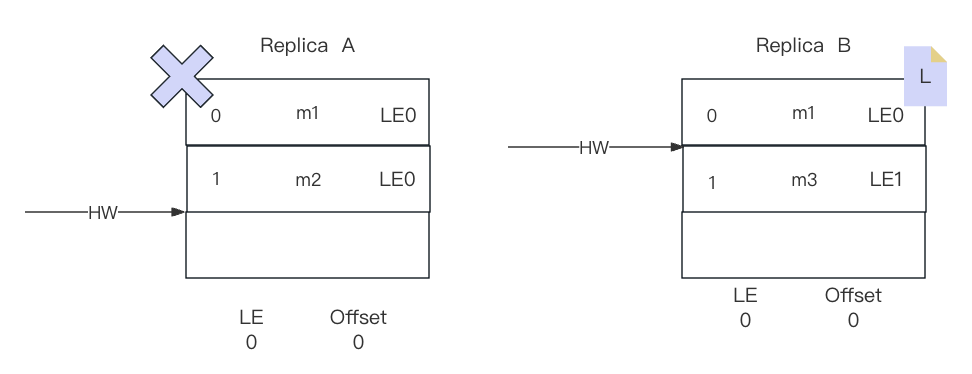 Replica A
0 m1 LE0
1 m2 LE0
HW
LE Offset
0 0
Replica B
L
0 m1 LE0
HW
1 m3 LE1
LE Offset
0 0